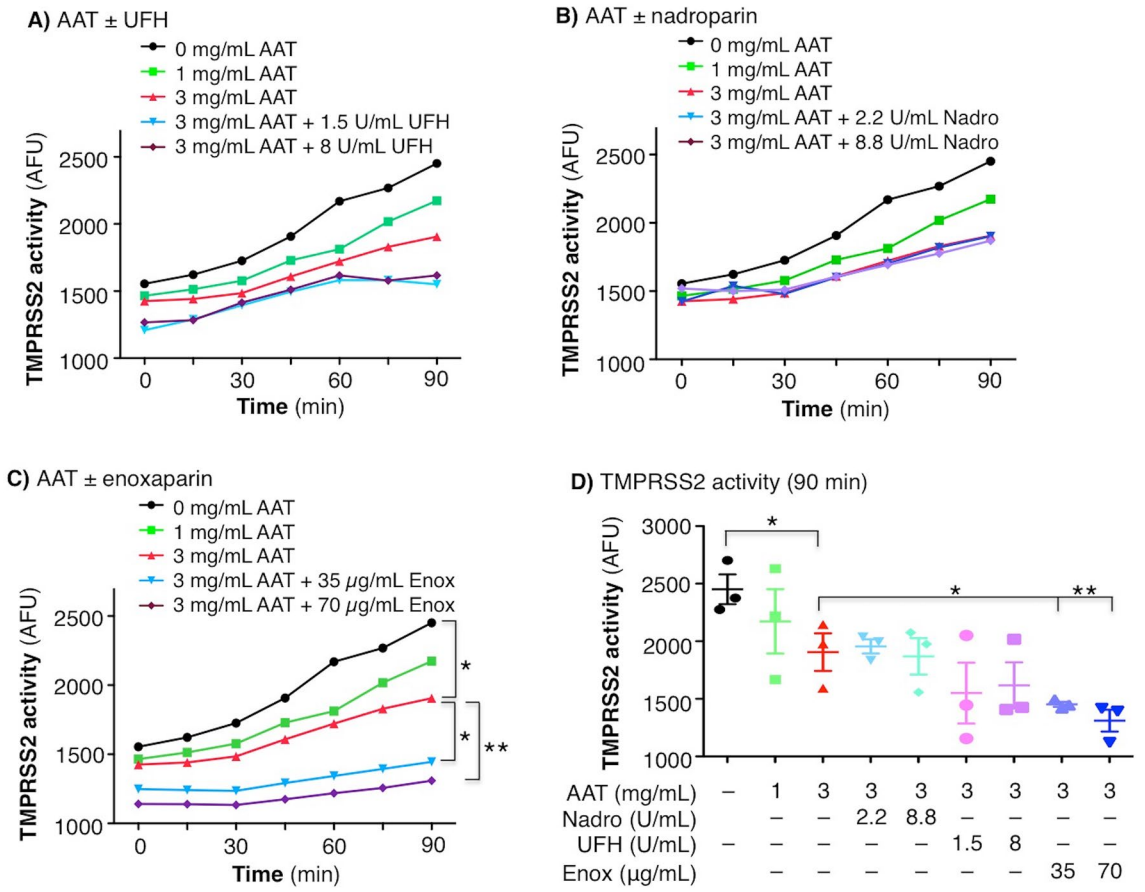 A) AAT ± UFH
0 mg/mL AAT
1 mg/mL AAT
3 mg/mL AAT
3 mg/mL AAT + 1.5 U/mL UFH
3 mg/mL AAT + 8 U/mL UFH
TMPRSS2 activity (AFU)
2500
2000
1500
1000
0
30
60
90
Time (min)
B) AAT ± nadroparin
0 mg/mL AAT
1 mg/mL AAT
3 mg/mL AAT
3 mg/mL AAT + 2.2 U/mL Nadro
3 mg/mL AAT + 8.8 U/mL Nadro
TMPRSS2 activity (AFU)
2500
2000
1500
1000
0
30
60
90
Time (min)
C) AAT ± enoxaparin
0 mg/mL AAT
1 mg/mL AAT
3 mg/mL AAT
3 mg/mL AAT + 35 µg/mL Enox
3 mg/mL AAT + 70 µg/mL Enox
TMPRSS2 activity (AFU)
2500
2000
1500
1000
*
*
**
0
30
60
90
Time (min)
D) TMPRSS2 activity (90 min)
TMPRSS2 activity (AFU)
3000
2500
2000
1500
1000
*
*
**
AAT (mg/mL) – 1 3 3 3 3 3 3 3
Nadro (U/mL) – – – 2.2 8.8 – – – –
UFH (U/mL) – – – – – 1.5 8 – –
Enox (µg/mL) – – – – – – – 35 70